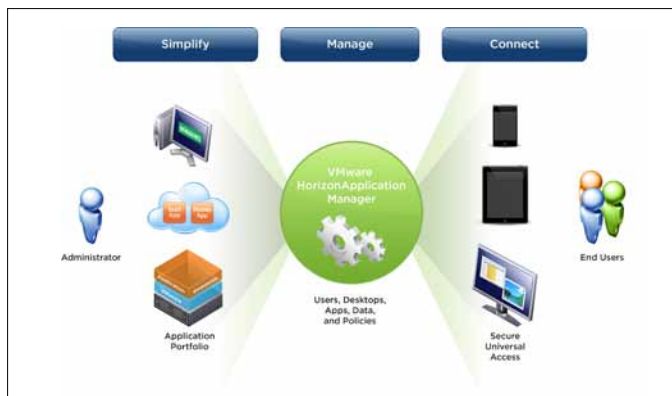 Simplify
Manage
Connect
VMware
HorizonApplication
Manager
Administrator
End Users
Users, Desktops,
Apps, Data,
and Policies
Application
Portfolio
Secure
Universal
Access